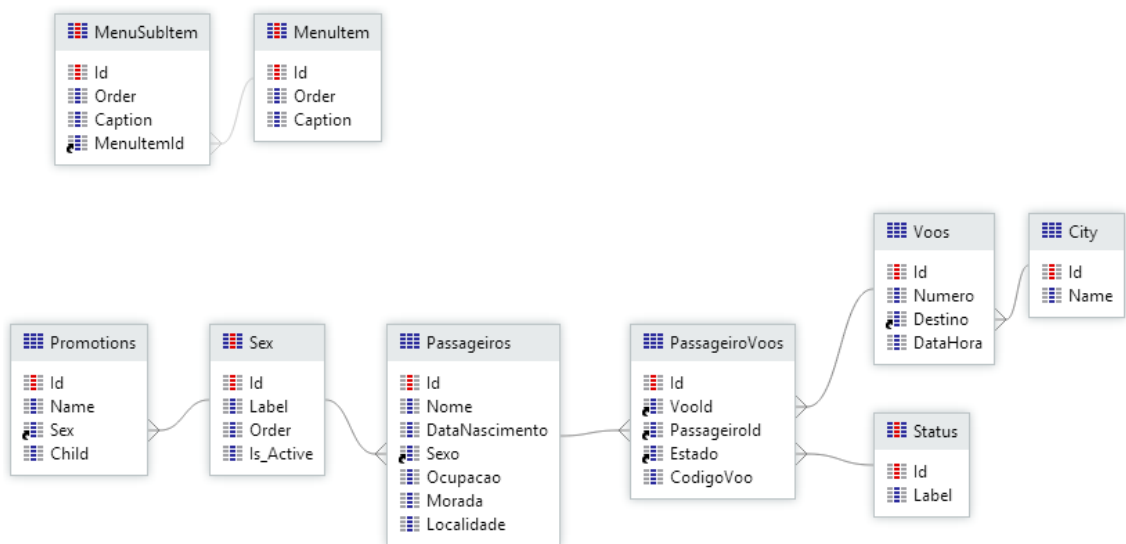 MenuSubItem
Id
Order
Caption
MenuItemId
MenuItem
Id
Order
Caption
Voos
Id
Numero
Destino
DataHora
City
Id
Name
Promotions
Id
Name
Sex
Child
Sex
Id
Label
Order
Is_Active
Passageiros
Id
Nome
DataNascimento
Sexo
Ocupacao
Morada
Localidade
PassageiroVoos
Id
VooId
PassageiroId
Estado
CodigoVoo
Status
Id
Label